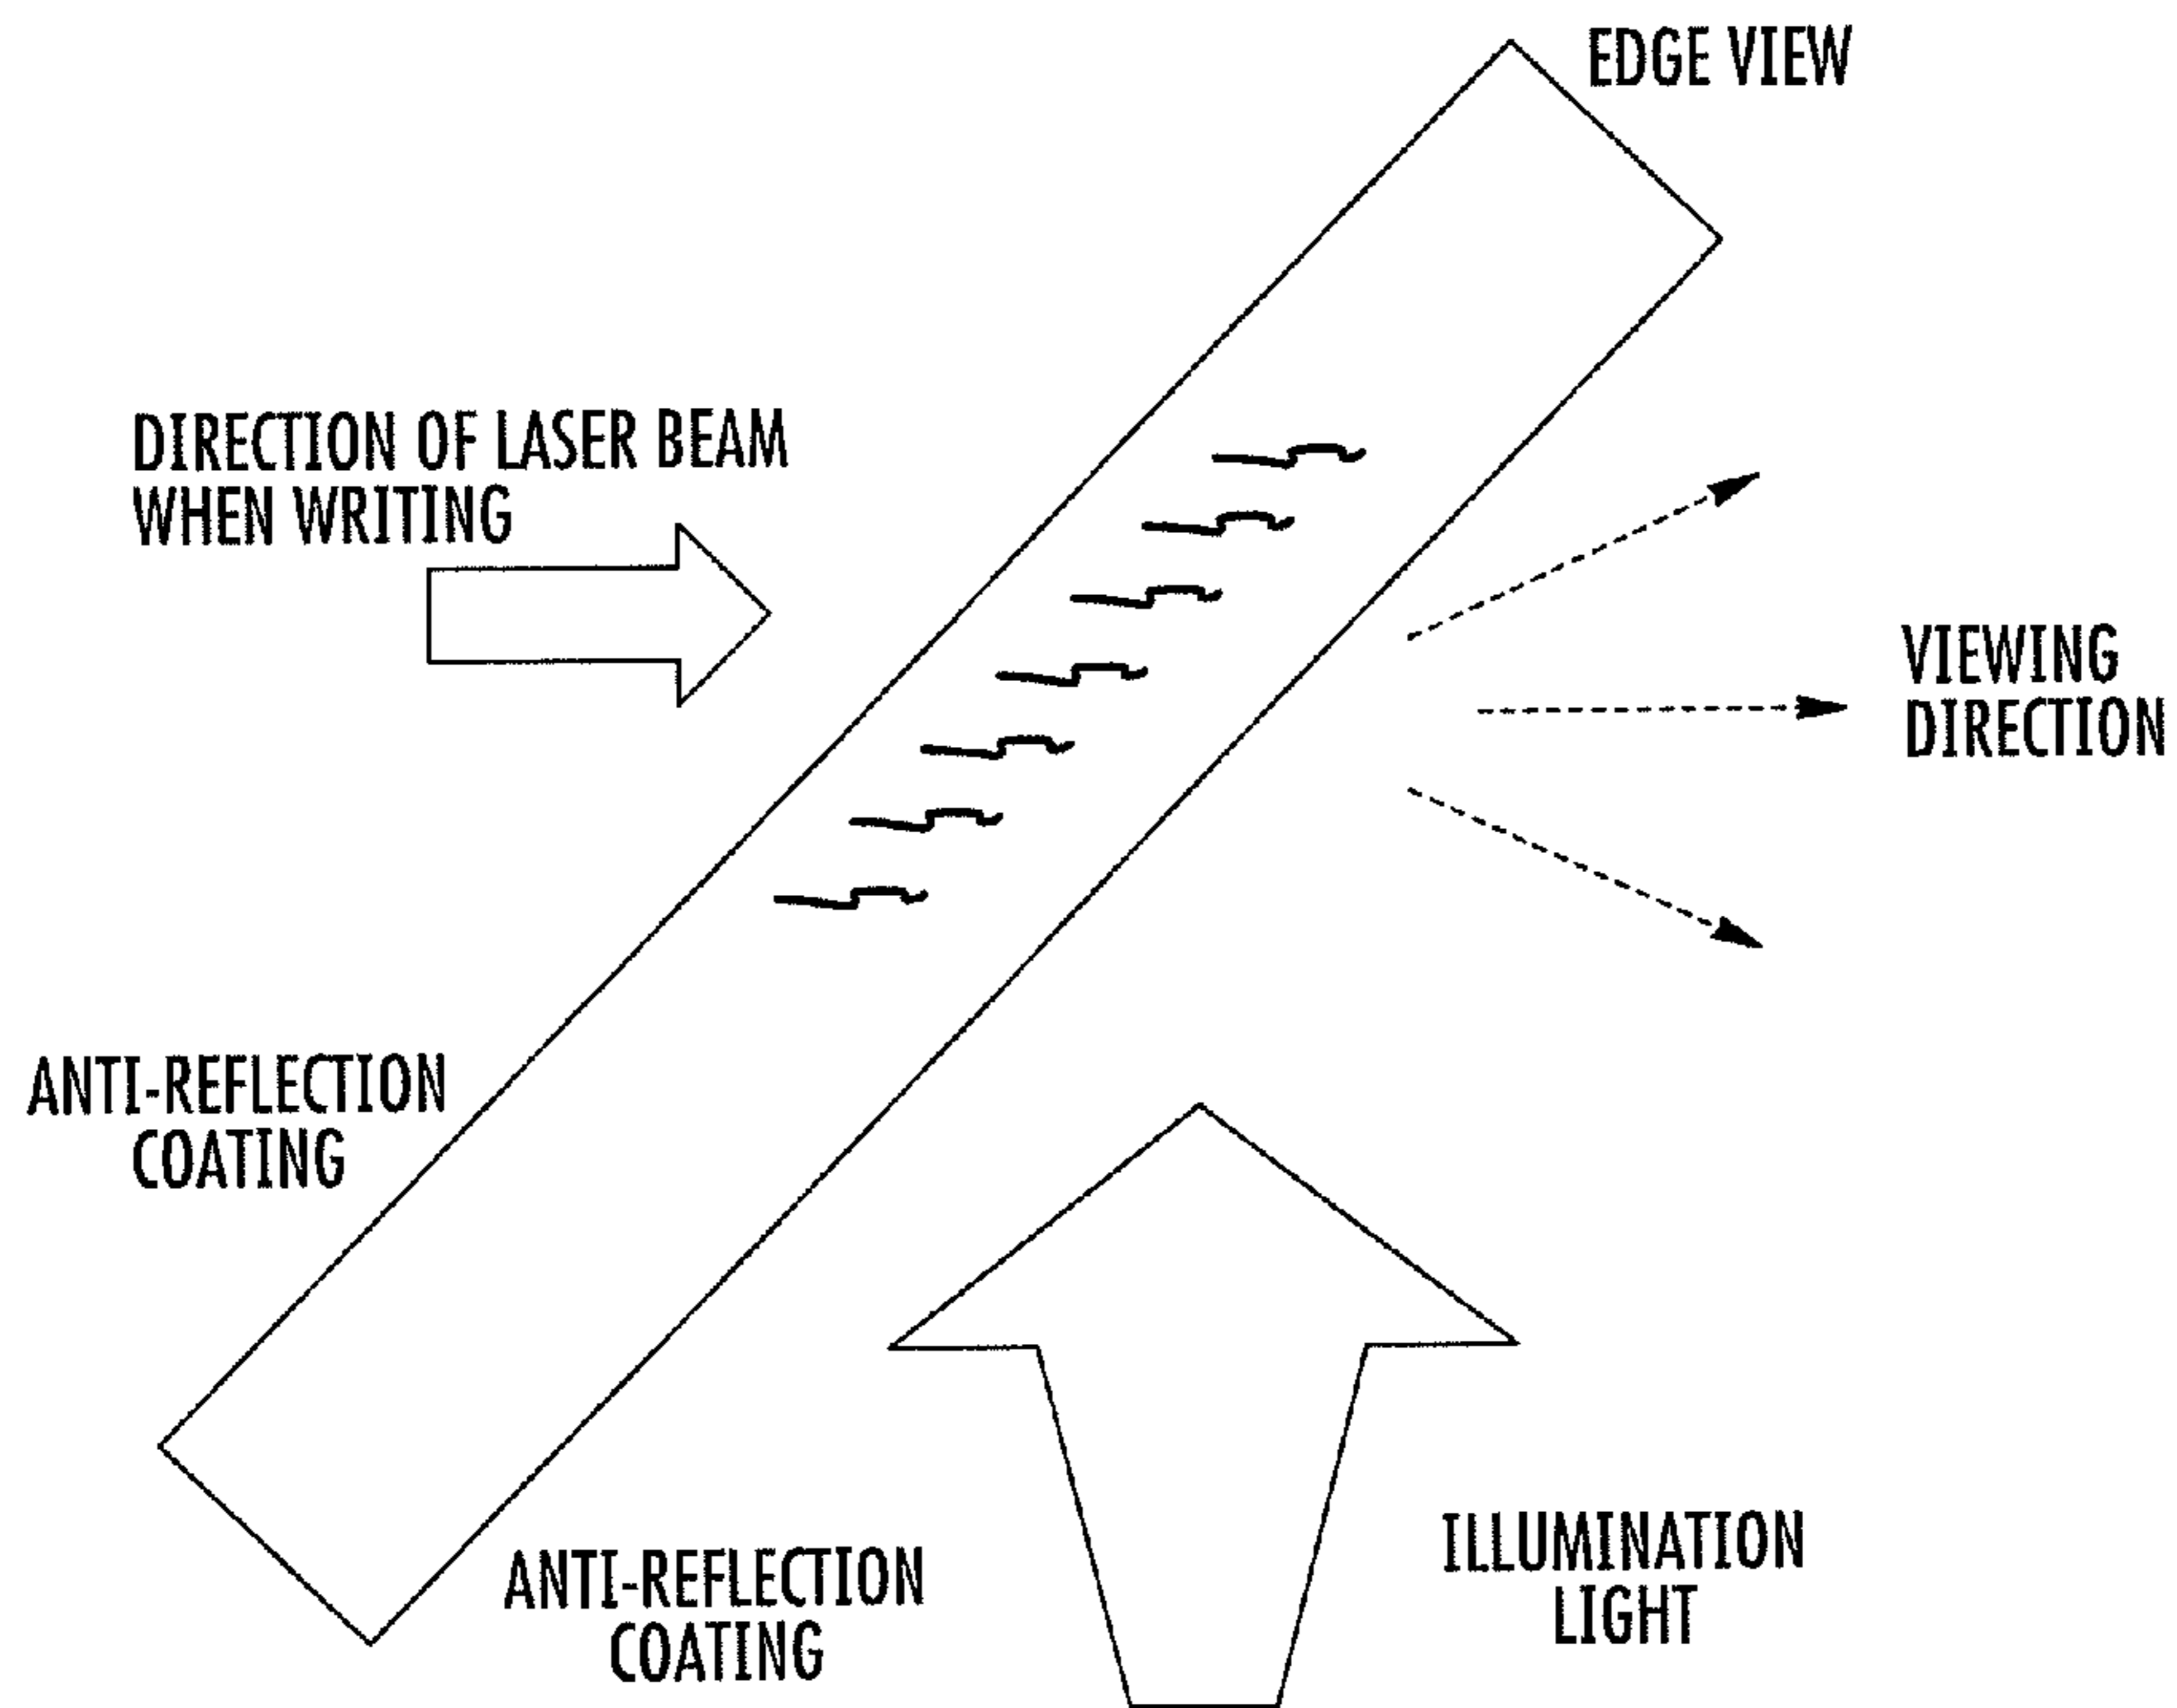 EDGE VIEW
DIRECTION OF LASER BEAM
WHEN WRITING
VIEWING
DIRECTION
ANTI-REFLECTION
COATING
ILLUMINATION
LIGHT
ANTI-REFLECTION
COATING